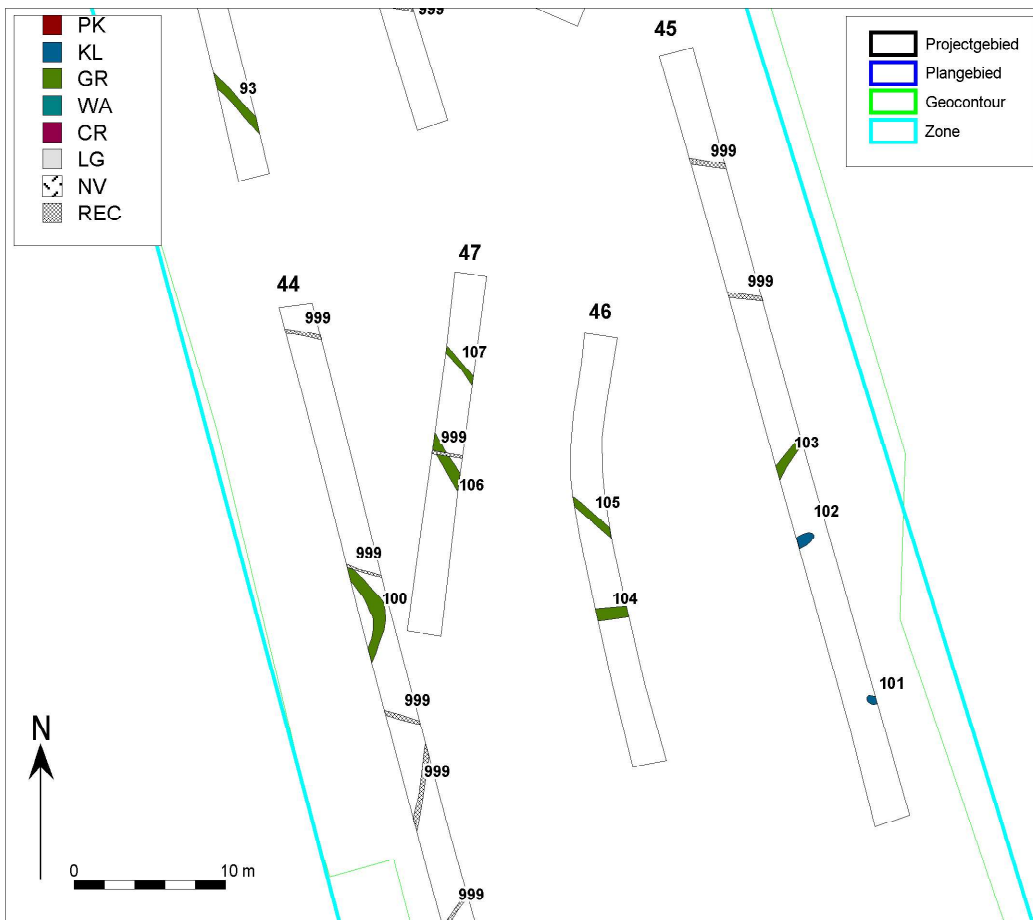 PK
KL
GR
WA
CR
LG
NV
REC
Projectgebied
Plangebied
Geocontour
Zone
999
45
93
999
47
44
999
999
46
107
999
103
106
105
102
999
100
104
101
999
999
999
N
0 10 m